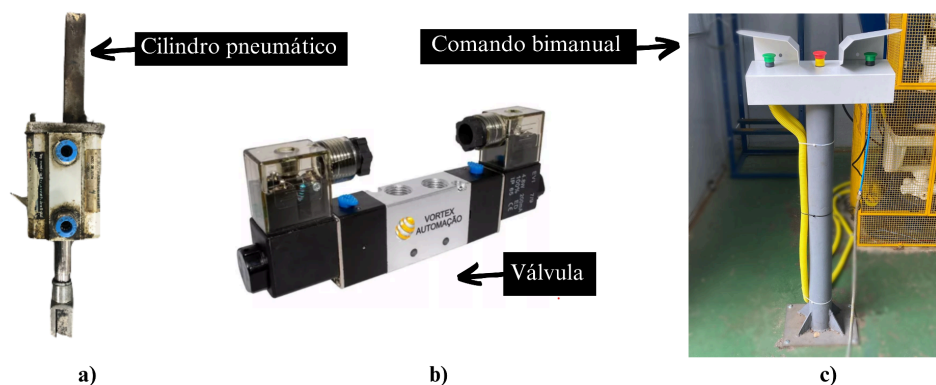 Cilindro pneumático
Comando bimanual
VORTEX
AUTOMAÇÃO
Válvula
a)
b)
c)